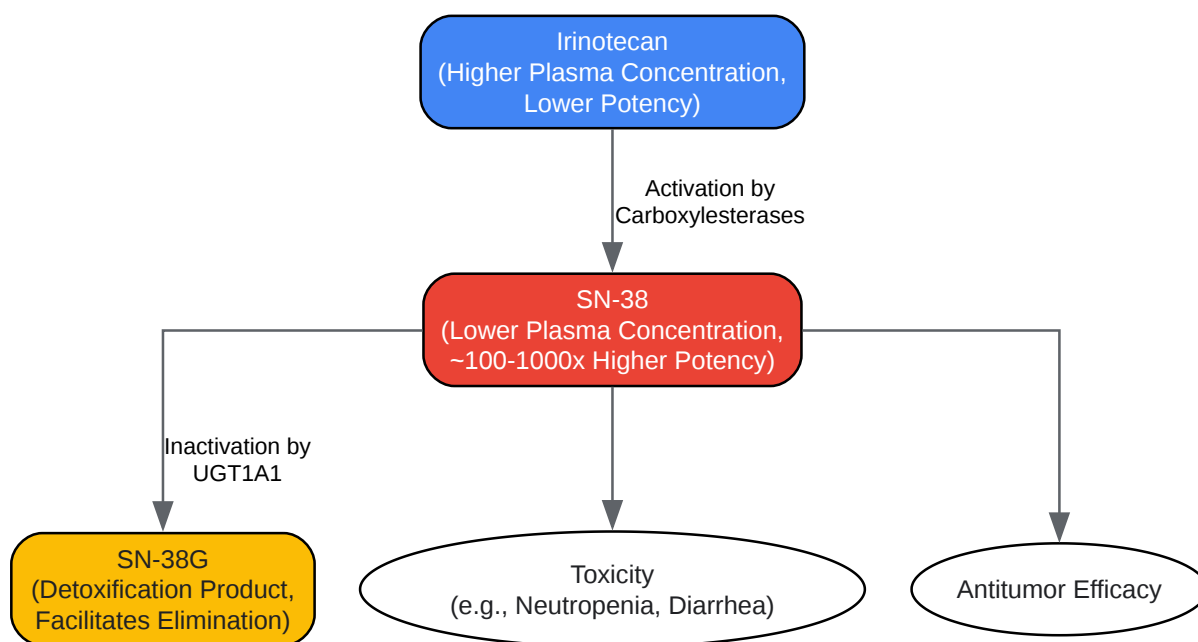 Irinotecan
(Higher Plasma Concentration,
Lower Potency)
Activation by
Carboxylesterases
SN-38
(Lower Plasma Concentration,
~100-1000x Higher Potency)
Inactivation by
UGT1A1
SN-38G
(Detoxification Product,
Facilitates Elimination)
Toxicity
(e.g., Neutropenia, Diarrhea)
Antitumor Efficacy